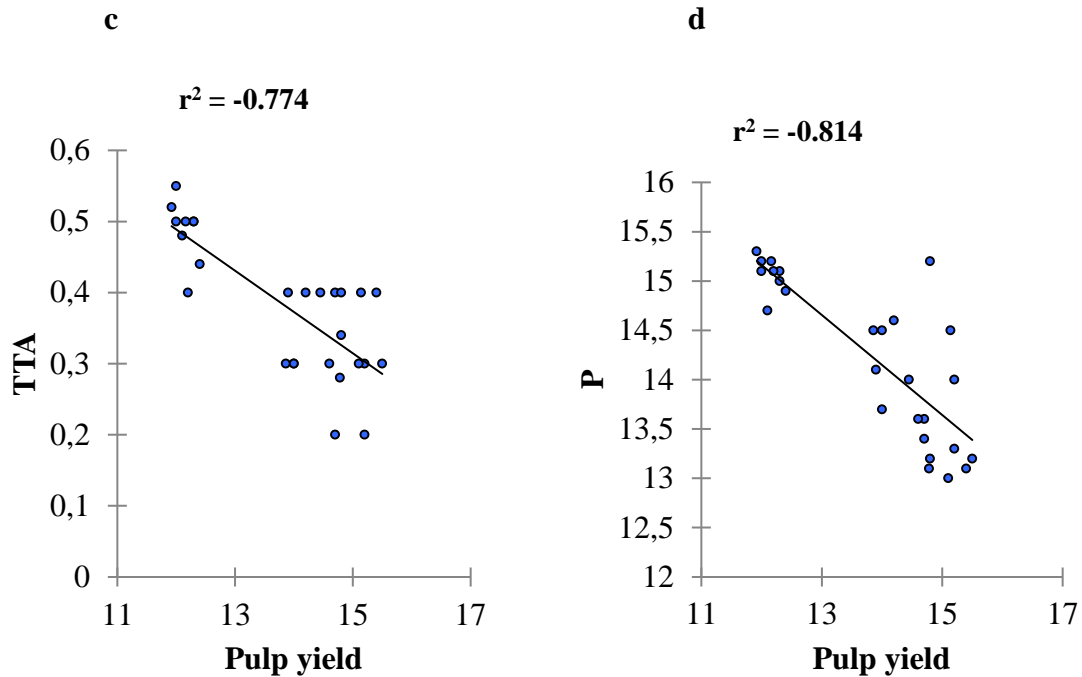 c
r² = -0.774
TTA
0,6
0,5
0,4
0,3
0,2
0,1
0
11 13 15 17
Pulp yield
d
r² = -0.814
P
16
15,5
15
14,5
14
13,5
13
12,5
12
11 13 15 17
Pulp yield